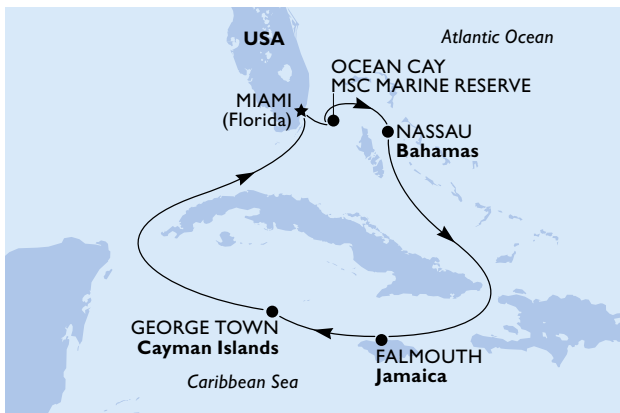 USA
Atlantic Ocean
OCEAN CAY
MSC MARINE RESERVE
MIAMI
(Florida)
NASSAU
Bahamas
GEORGE TOWN
Cayman Islands
FALMOUTH
Jamaica
Caribbean Sea